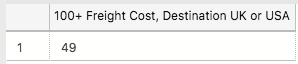 100+ Freight Cost, Destination UK or USA
1 49